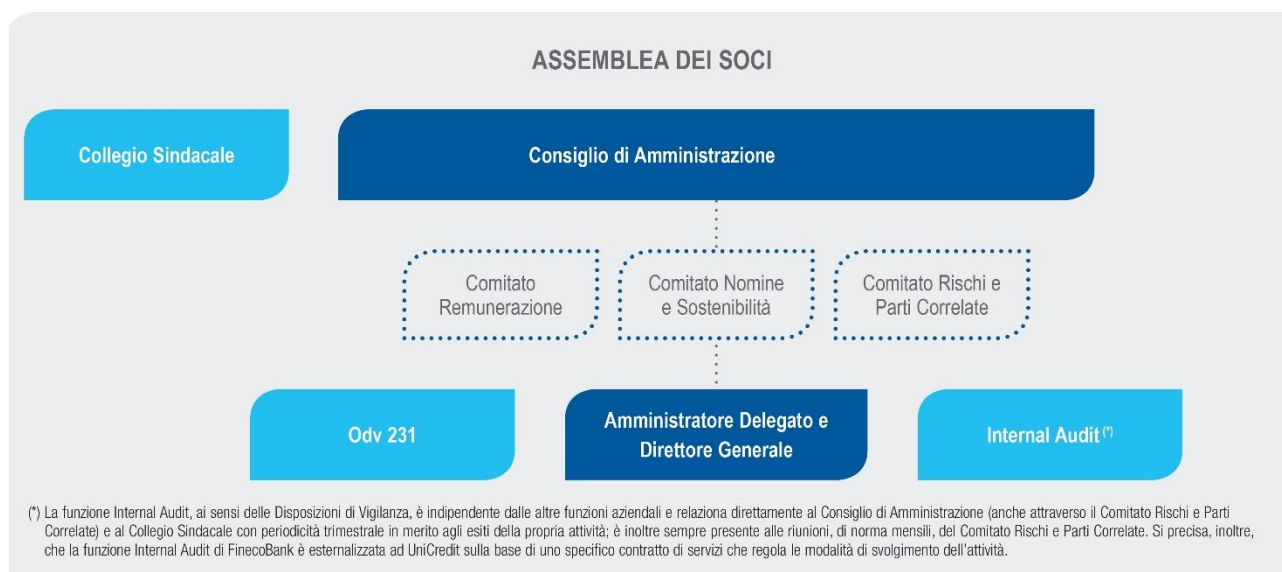 ASSEMBLEA DEI SOCI
Collegio Sindacale
Consiglio di Amministrazione
Comitato
Remunerazione
Comitato Nomine
e Sostenibilità
Comitato Rischi e
Parti Correlate
Odv 231
Amministratore Delegato e
Direttore Generale
Internal Audit (*)
(*) La funzione Internal Audit, ai sensi delle Disposizioni di Vigilanza, è indipendente dalle altre funzioni aziendali e relaziona direttamente al Consiglio di Amministrazione (anche attraverso il Comitato Rischi e Parti
Correlate) e al Collegio Sindacale con periodicità trimestrale in merito agli esiti della propria attività; è inoltre sempre presente alle riunioni, di norma mensili, del Comitato Rischi e Parti Correlate. Si precisa, inoltre,
che la funzione Internal Audit di FinecoBank è esternalizzata ad UniCredit sulla base di uno specifico contratto di servizi che regola le modalità di svolgimento dell’attività.